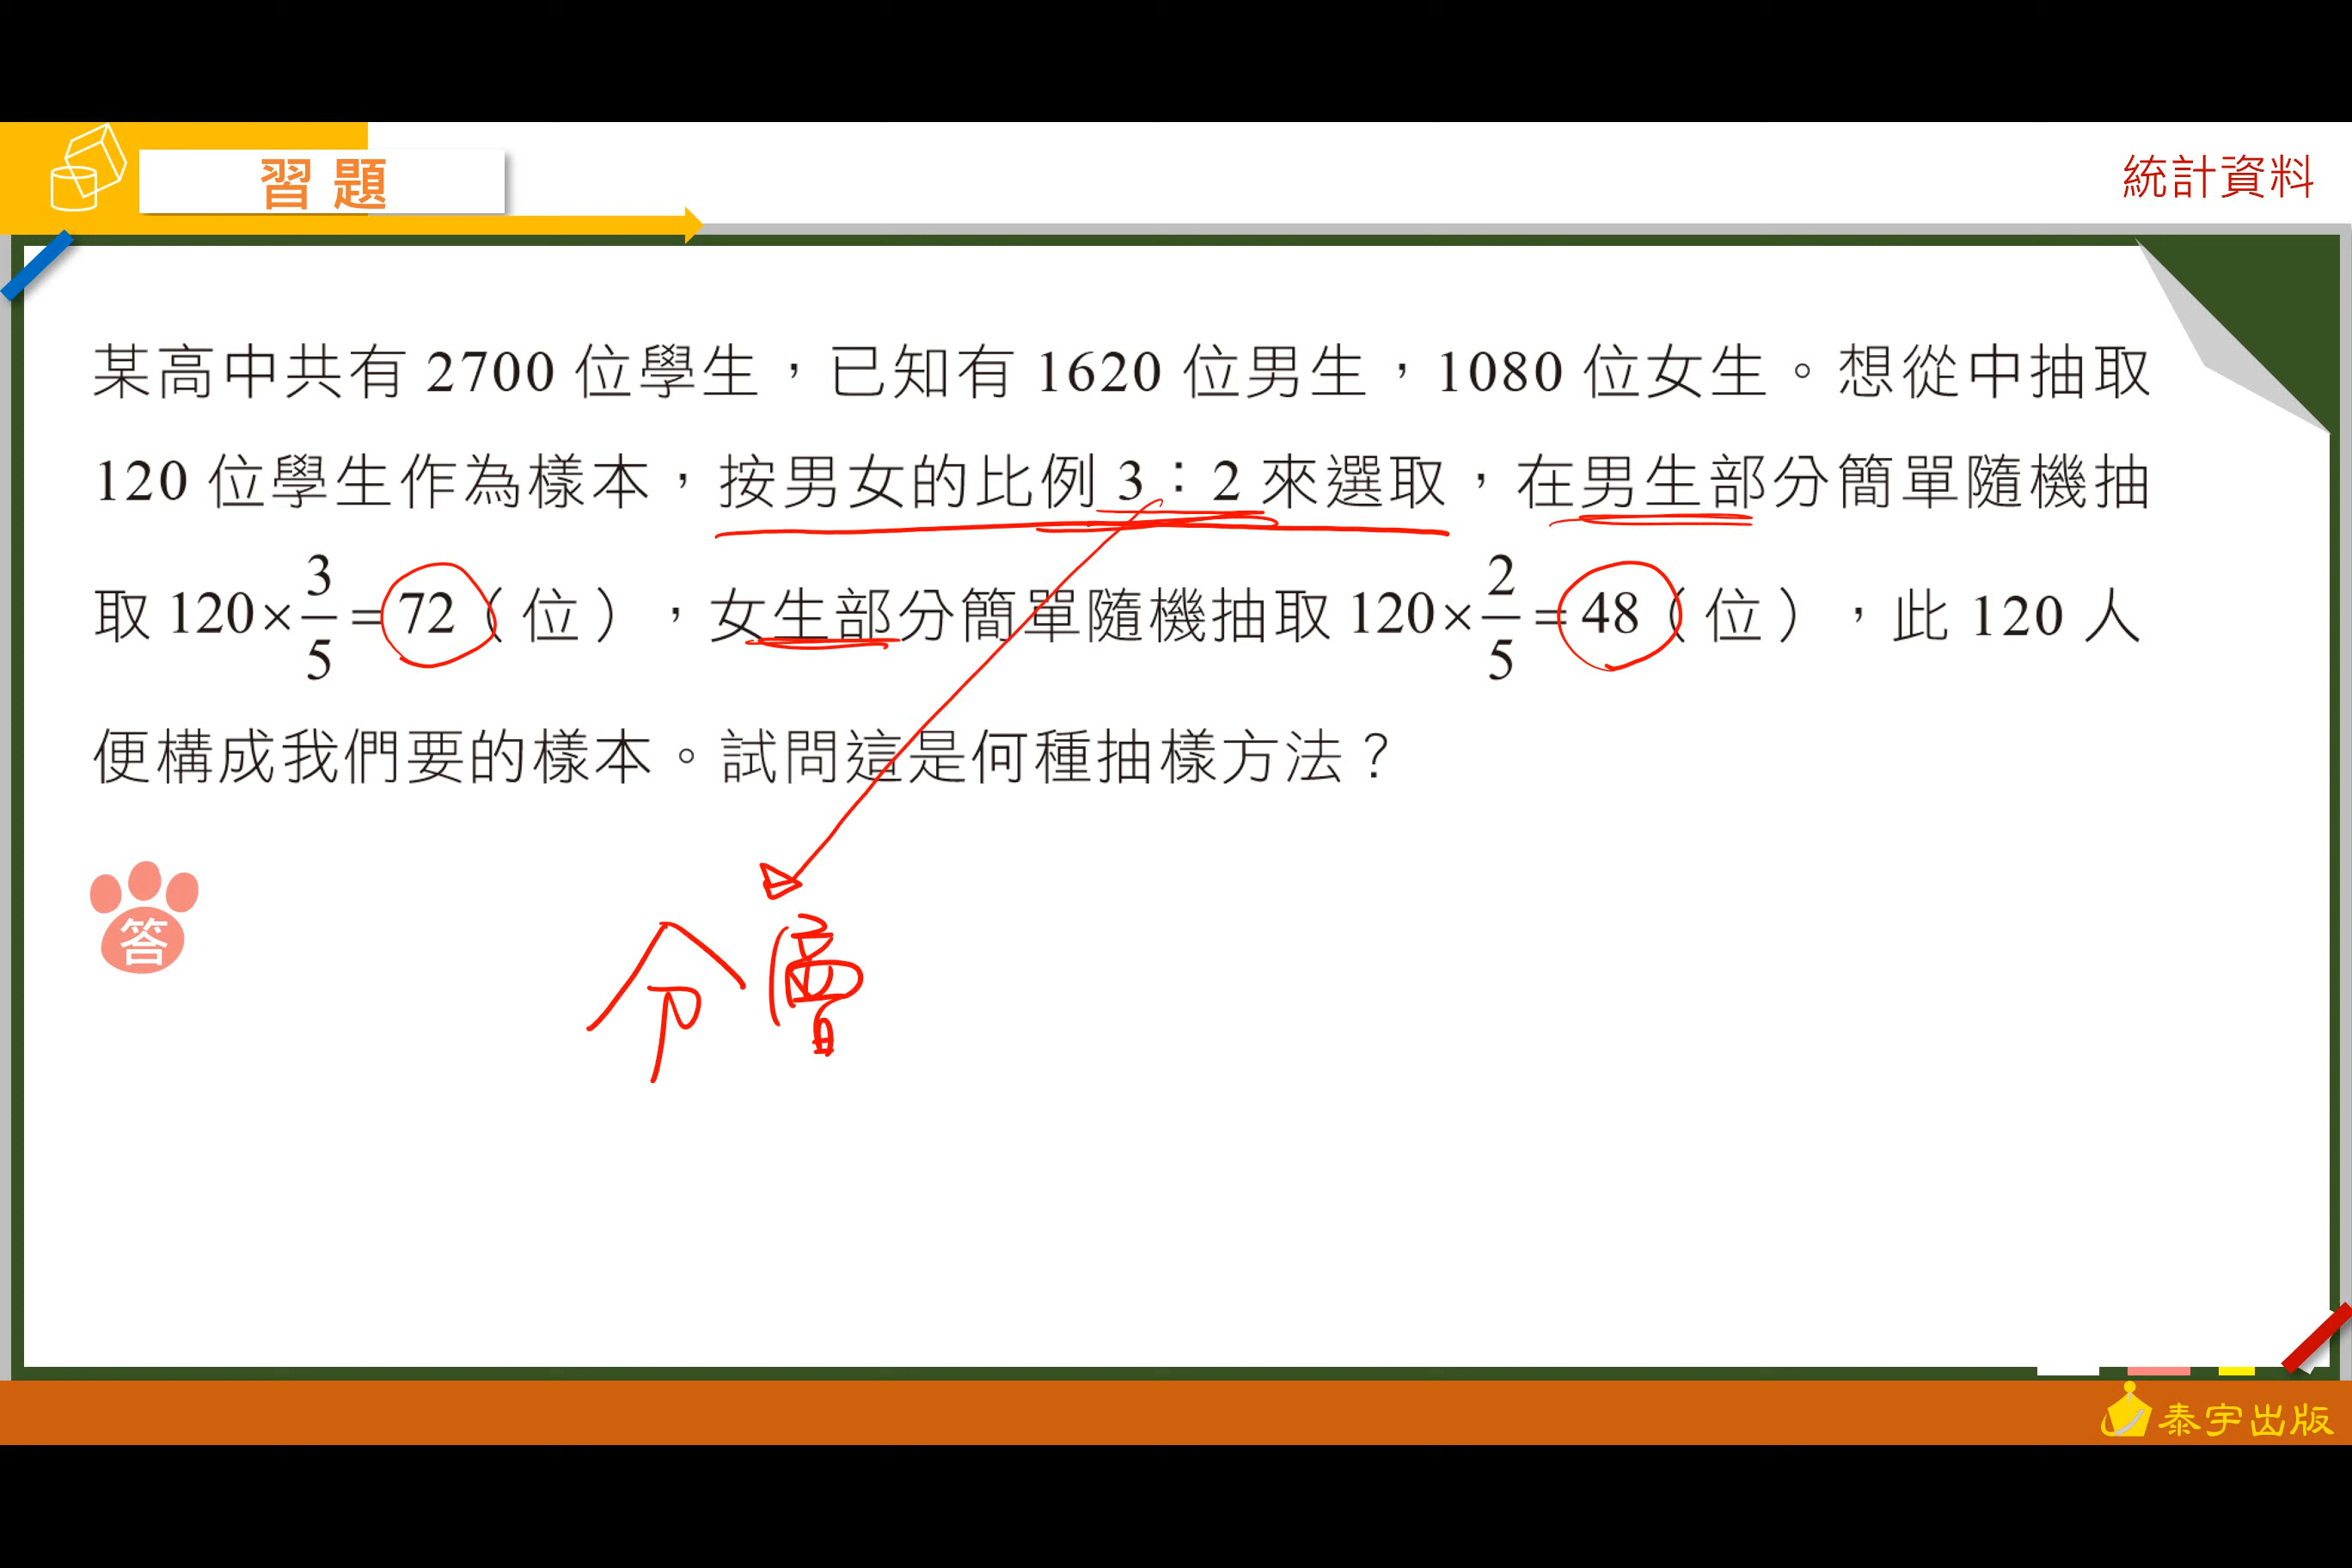 習題
統計資料
某高中共有 2700 位學生，已知有 1620 位男生，1080 位女生。想從中抽取
120 位學生作為樣本，按男女的比例 3：2 來選取，在男生部分簡單隨機抽
取 120×3/5=72（位），女生部分簡單隨機抽取 120×2/5=48（位），此 120 人
便構成我們要的樣本。試問這是何種抽樣方法？
答
分層
泰宇出版